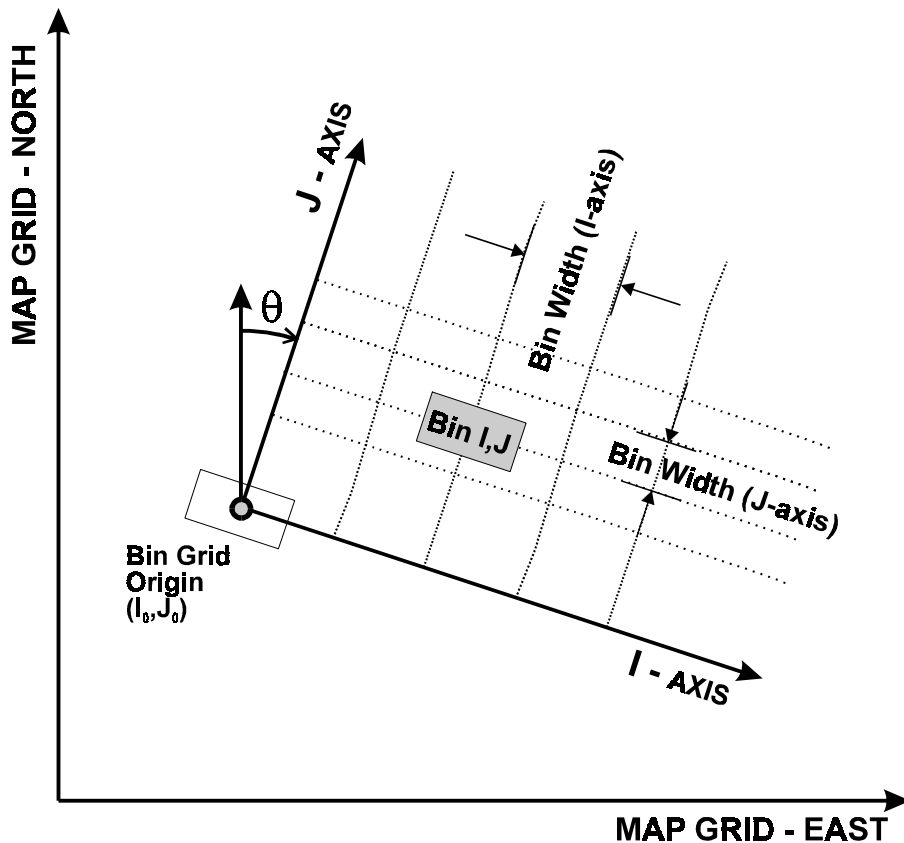 MAP GRID - NORTH
J - AXIS
Bin Width (I-axis)
θ
Bin I,J
Bin Width (J-axis)
Bin Grid
Origin
(I₀,J₀)
I - AXIS
MAP GRID - EAST